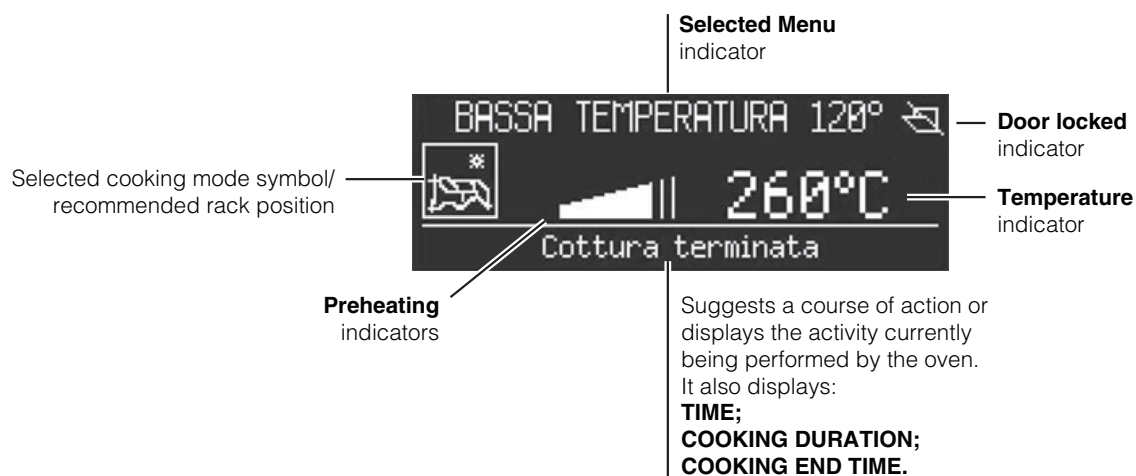 Selected Menu
indicator
BASSA TEMPERATURA 120°
Door locked
indicator
Selected cooking mode symbol/
recommended rack position
260°C
Temperature
indicator
Cottura terminata
Preheating
indicators
Suggests a course of action or
displays the activity currently
being performed by the oven.
It also displays:
TIME;
COOKING DURATION;
COOKING END TIME.